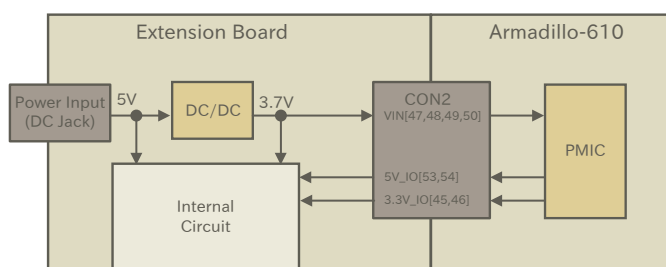 Extension Board
Armadillo-610
Power Input
(DC Jack)
5V
DC/DC
3.7V
CON2
VIN[47,48,49,50]
PMIC
5V_IO[53,54]
3.3V_IO[45,46]
Internal
Circuit